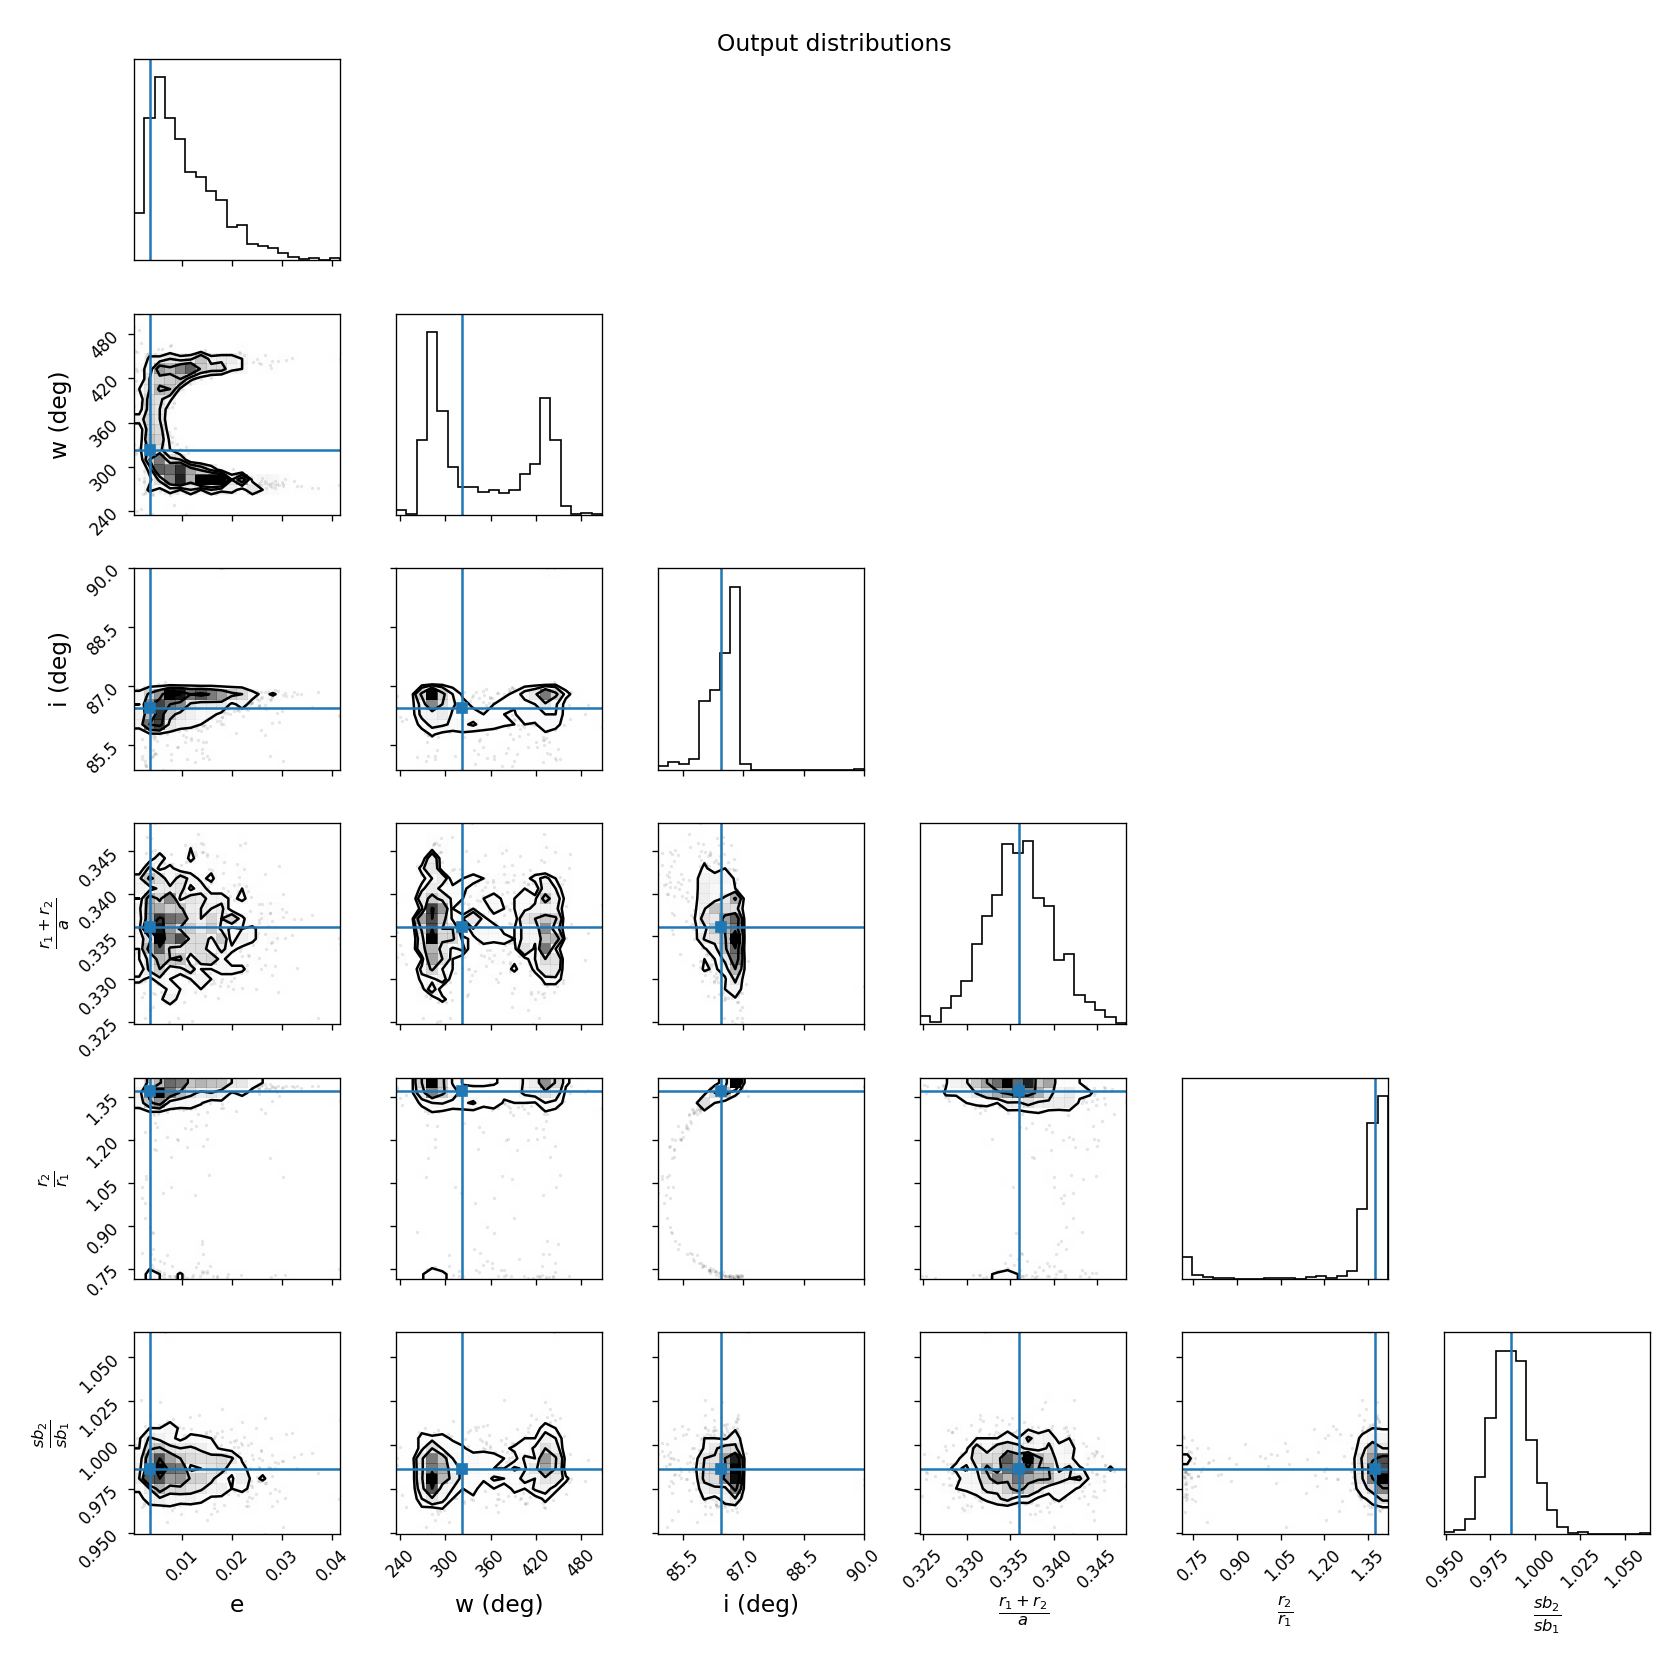 Output distributions
w (deg)
480
420
360
300
240
i (deg)
90.0
88.5
87.0
85.5
r₁ + r₂
a
0.345
0.340
0.335
0.330
0.325
r₂
r₁
1.35
1.20
1.05
0.90
0.75
sb₂
sb₁
1.050
1.025
1.000
0.975
0.950
0.01 0.02 0.03 0.04 240 300 360 420 480 85.5 87.0 88.5 90.0 0.325 0.330 0.335 0.340 0.345 0.75 0.90 1.05 1.20 1.35 0.950 0.975 1.000 1.025 1.050
e w (deg) i (deg)
r₁ + r₂ r₂ sb₂
a r₁ sb₁